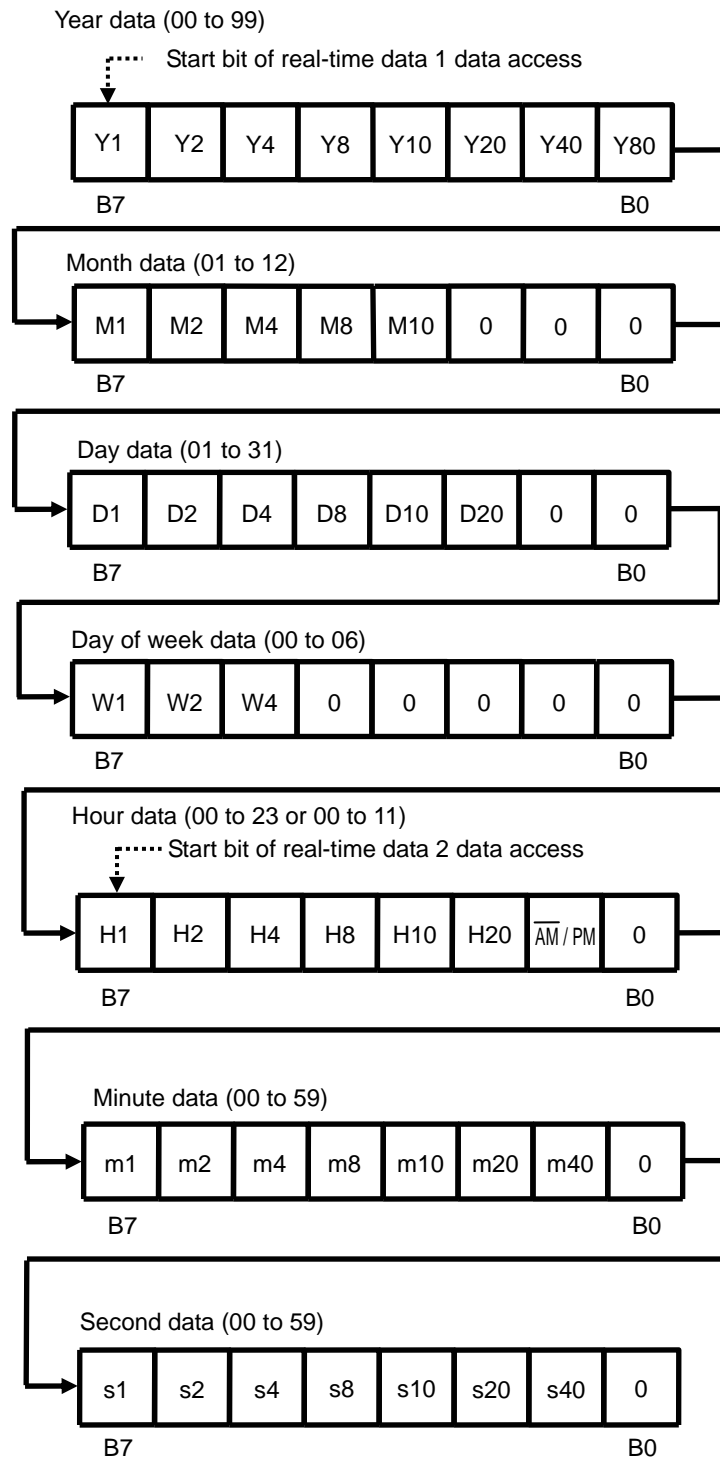 Year data (00 to 99)
Start bit of real-time data 1 data access
Y1 Y2 Y4 Y8 Y10 Y20 Y40 Y80
B7 B0
Month data (01 to 12)
M1 M2 M4 M8 M10 0 0 0
B7 B0
Day data (01 to 31)
D1 D2 D4 D8 D10 D20 0 0
B7 B0
Day of week data (00 to 06)
W1 W2 W4 0 0 0 0 0
B7 B0
Hour data (00 to 23 or 00 to 11)
Start bit of real-time data 2 data access
H1 H2 H4 H8 H10 H20 A̅M̅ / PM 0
B7 B0
Minute data (00 to 59)
m1 m2 m4 m8 m10 m20 m40 0
B7 B0
Second data (00 to 59)
s1 s2 s4 s8 s10 s20 s40 0
B7 B0